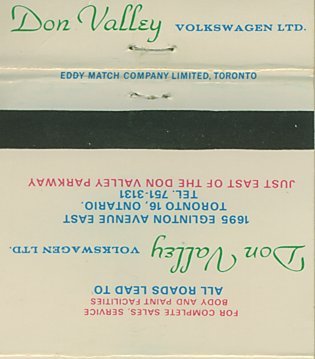 Don Valley VOLKSWAGEN LTD.
EDDY MATCH COMPANY LIMITED, TORONTO
FOR COMPLETE SALES, SERVICE
BODY AND PAINT FACILITIES
ALL ROADS LEAD TO
Don Valley VOLKSWAGEN LTD.
1695 EGLINTON AVENUE EAST
TORONTO 16, ONTARIO.
TEL. 751-3131
JUST EAST OF THE DON VALLEY PARKWAY